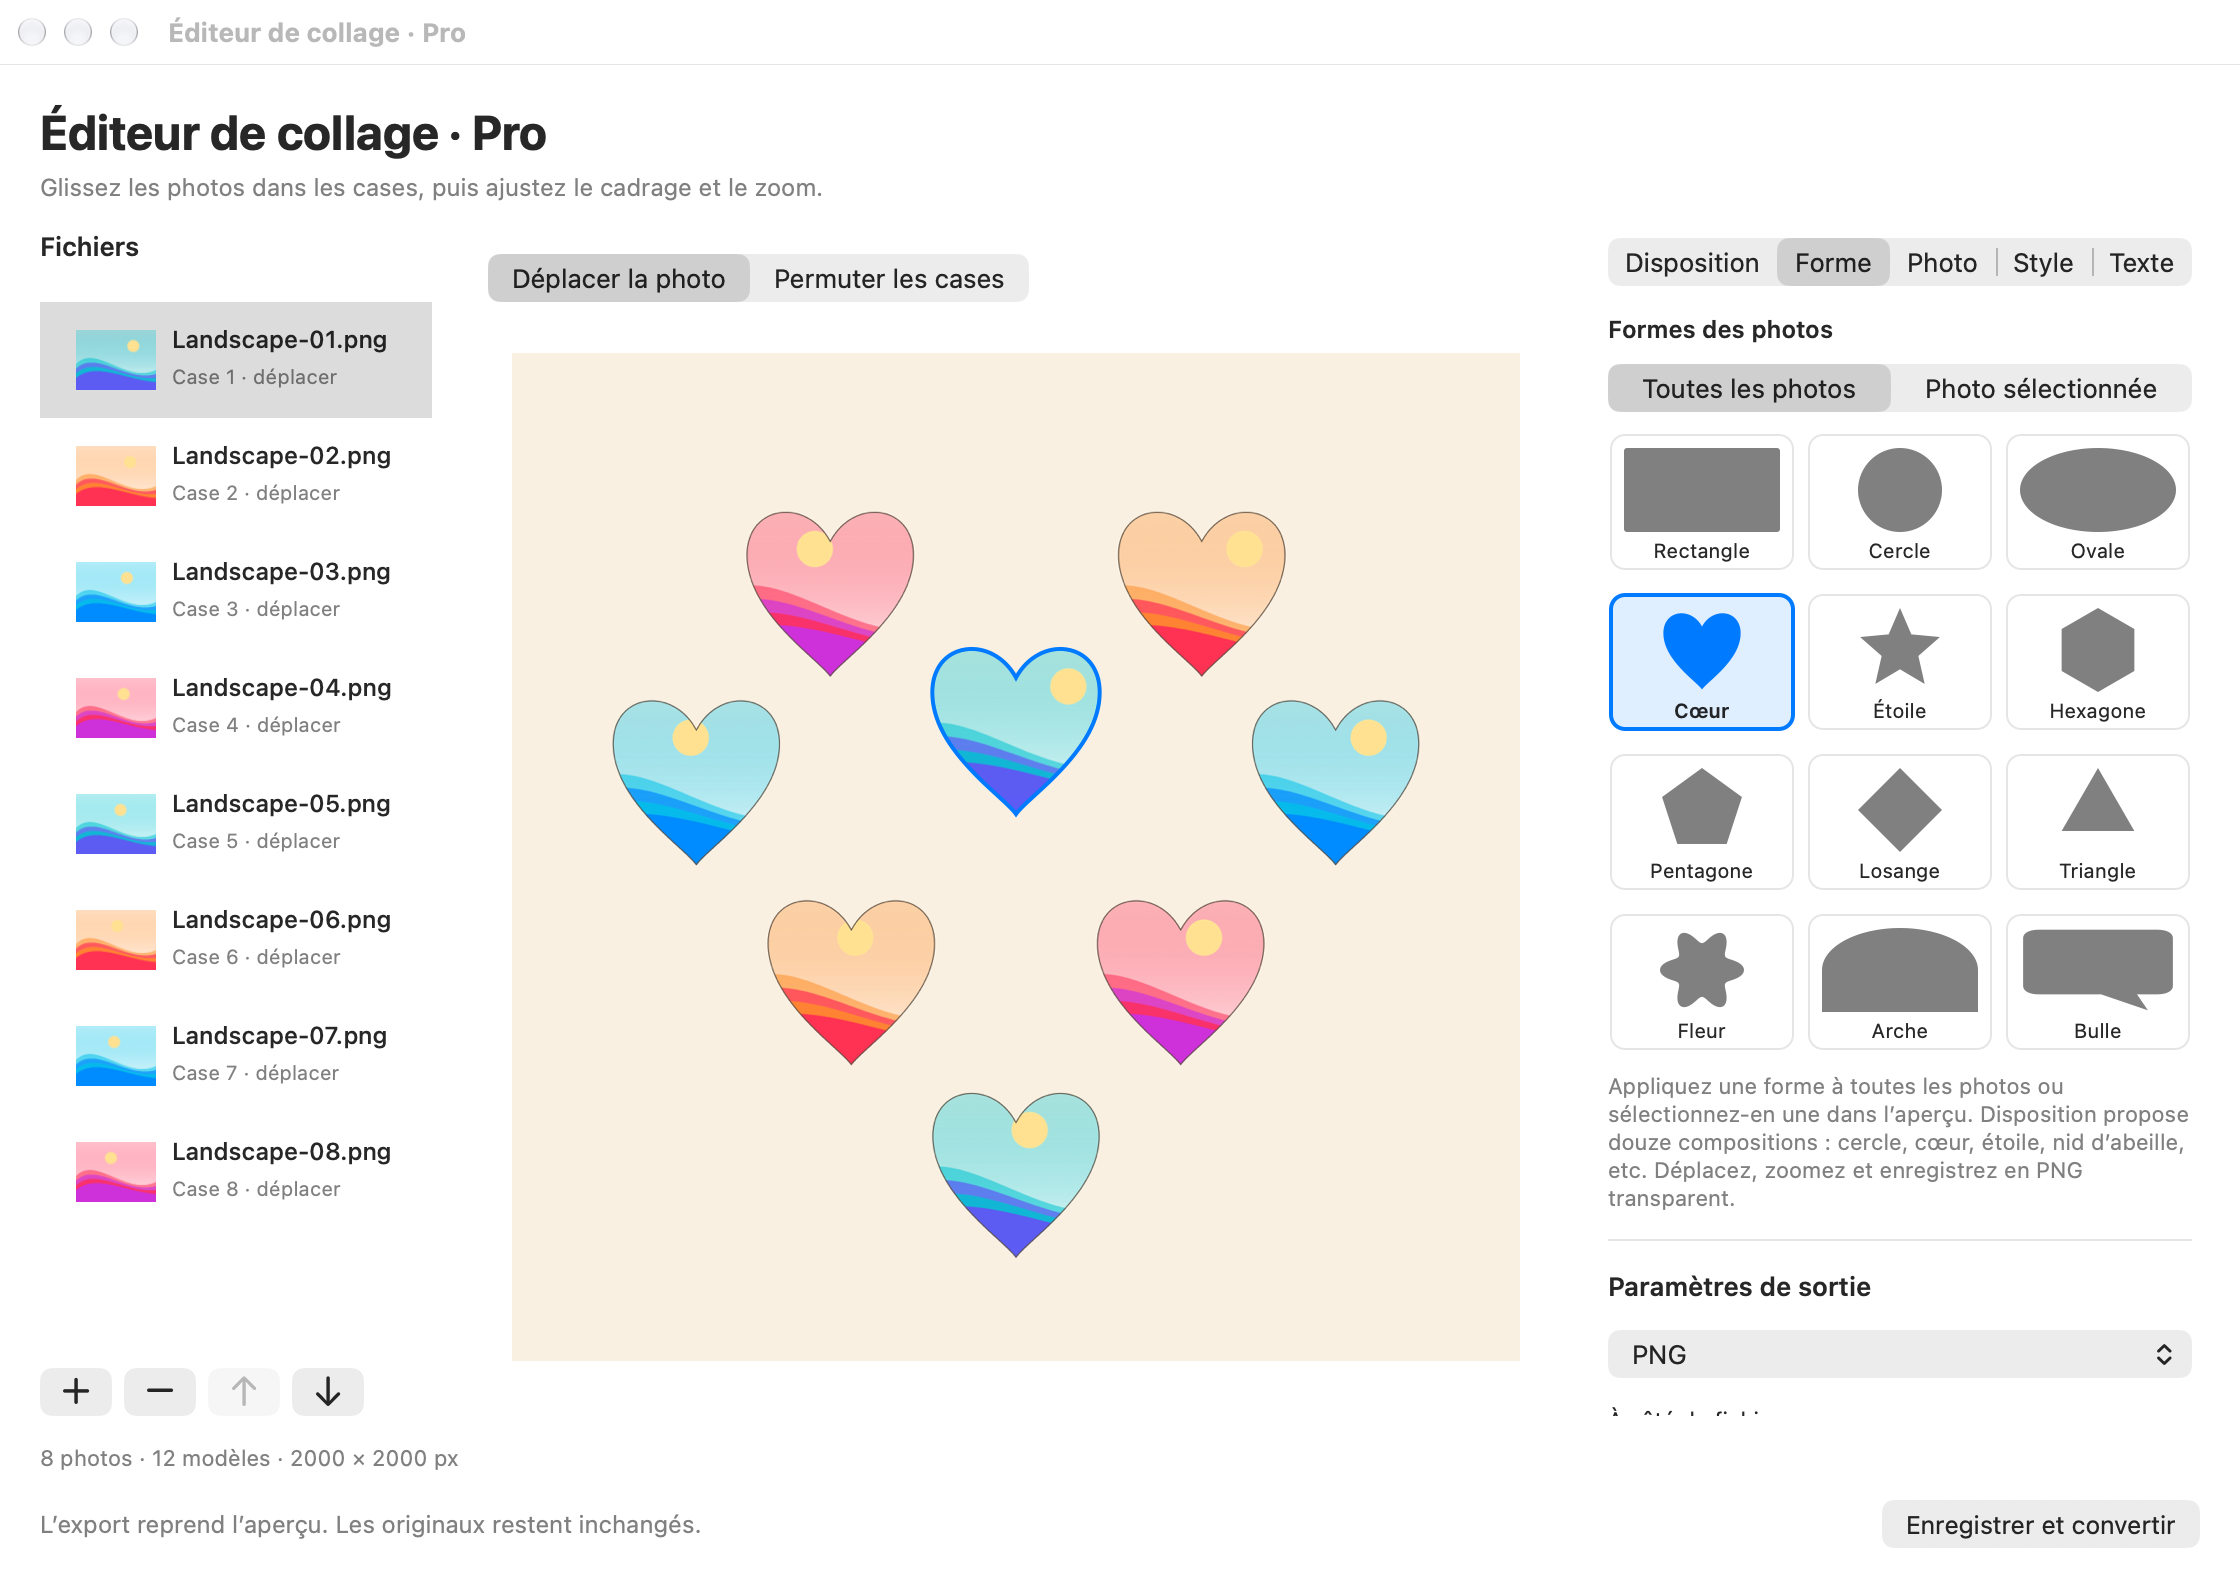 Éditeur de collage · Pro
Éditeur de collage · Pro
Glissez les photos dans les cases, puis ajustez le cadrage et le zoom.
Fichiers
Landscape-01.png
Case 1 · déplacer
Landscape-02.png
Case 2 · déplacer
Landscape-03.png
Case 3 · déplacer
Landscape-04.png
Case 4 · déplacer
Landscape-05.png
Case 5 · déplacer
Landscape-06.png
Case 6 · déplacer
Landscape-07.png
Case 7 · déplacer
Landscape-08.png
Case 8 · déplacer
8 photos · 12 modèles · 2000 × 2000 px
L’export reprend l’aperçu. Les originaux restent inchangés.
Déplacer la photo
Permuter les cases
Disposition
Forme
Photo
Style
Texte
Formes des photos
Toutes les photos
Photo sélectionnée
Rectangle
Cercle
Ovale
Cœur
Étoile
Hexagone
Pentagone
Losange
Triangle
Fleur
Arche
Bulle
Appliquez une forme à toutes les photos ou
sélectionnez-en une dans l’aperçu. Disposition propose
douze compositions : cercle, cœur, étoile, nid d’abeille,
etc. Déplacez, zoomez et enregistrez en PNG
transparent.
Paramètres de sortie
PNG
Enregistrer et convertir